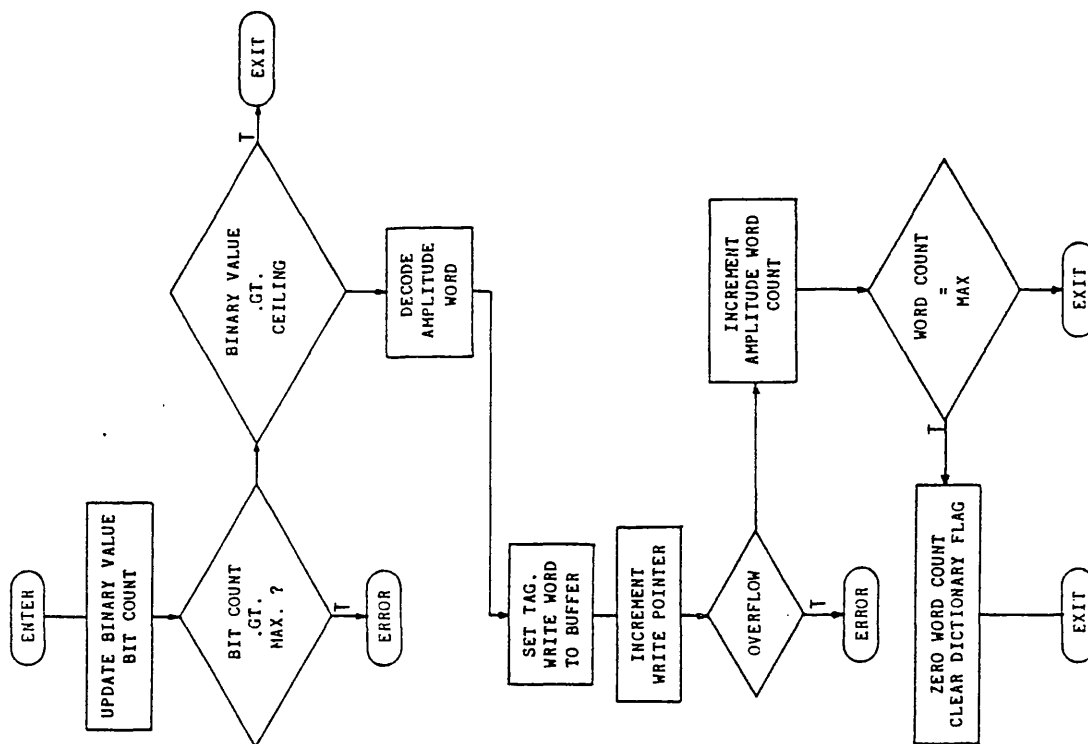 ENTER
UPDATE BINARY VALUE
BIT COUNT
BIT COUNT
.GT.
MAX. ?
T
ERROR
BINARY VALUE
.GT.
CEILING
T
EXIT
DECODE
AMPLITUDE
WORD
SET TAG.
WRITE WORD
TO BUFFER
INCREMENT
WRITE POINTER
OVERFLOW
T
ERROR
INCREMENT
AMPLITUDE WORD
COUNT
WORD COUNT
=
MAX
T
EXIT
ZERO WORD COUNT
CLEAR DICTIONARY FLAG
EXIT